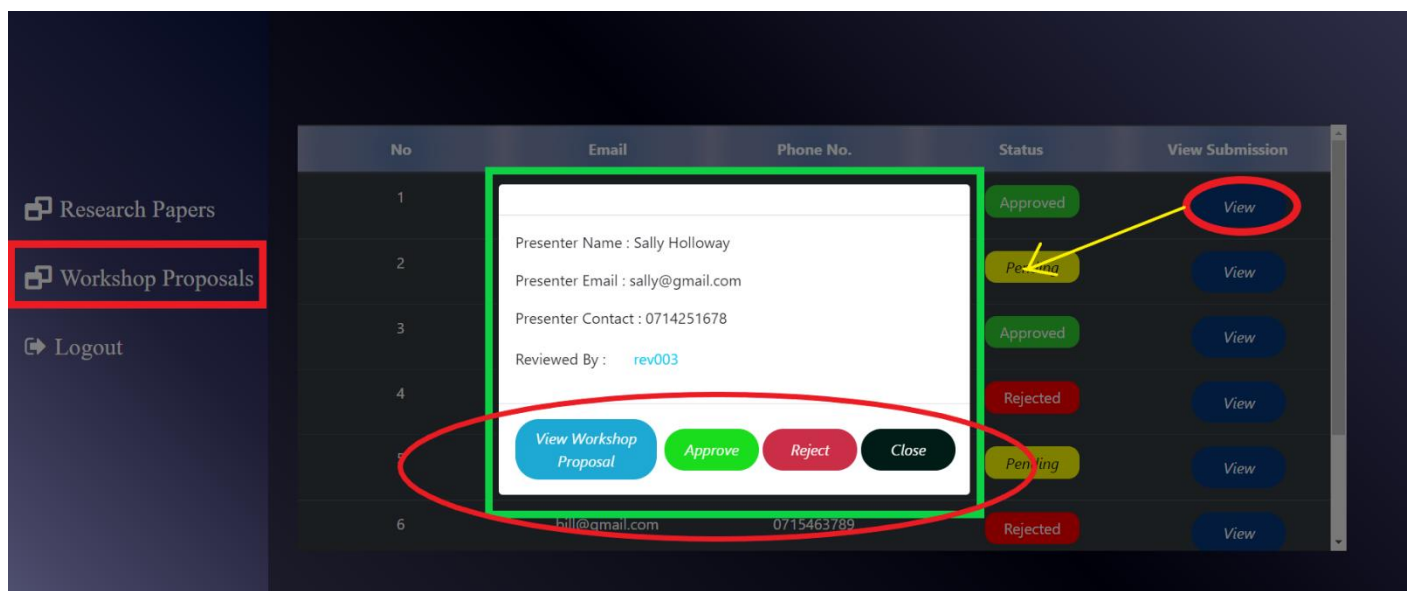 No Email Phone No. Status View Submission
Research Papers
Workshop Proposals
Logout
1 Approved View
2 Pending View
3 Approved View
4 Rejected View
5 Pending View
6 bill@gmail.com 0715463789 Rejected View
Presenter Name : Sally Holloway
Presenter Email : sally@gmail.com
Presenter Contact : 0714251678
Reviewed By : rev003
View Workshop
Proposal
Approve Reject Close